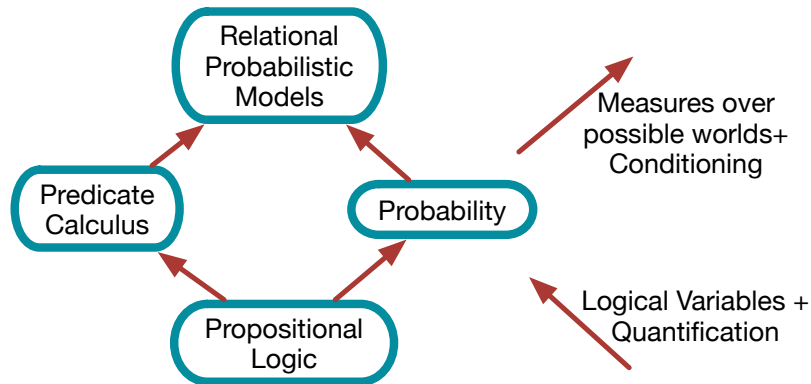 Relational
Probabilistic
Models
Measures over
possible worlds+
Conditioning
Predicate
Calculus
Probability
Logical Variables +
Quantification
Propositional
Logic